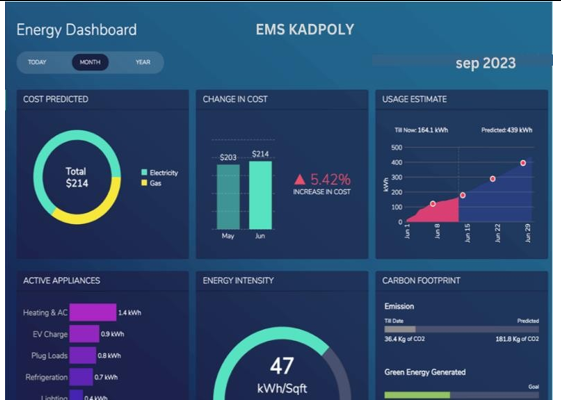 Energy Dashboard
EMS KADPOLY
TODAY MONTH YEAR
sep 2023
COST PREDICTED
Total
$214
Electricity
Gas
CHANGE IN COST
$203 $214
5.42%
INCREASE IN COST
May Jun
USAGE ESTIMATE
Till Now: 164.1 kWh Predicted: 439 kWh
500
400
300
200
100
0
kWh
Jun 1 Jun 8 Jun 15 Jun 22 Jun 29
ACTIVE APPLIANCES
Heating & AC 1.4 kWh
EV Charge 0.9 kWh
Plug Loads 0.8 kWh
Refrigeration 0.7 kWh
Lighting 0.4 kWh
ENERGY INTENSITY
47
kWh/Sqft
CARBON FOOTPRINT
Emission
Till Date Predicted
36.4 Kg of CO2 181.8 Kg of CO2
Green Energy Generated
Goal